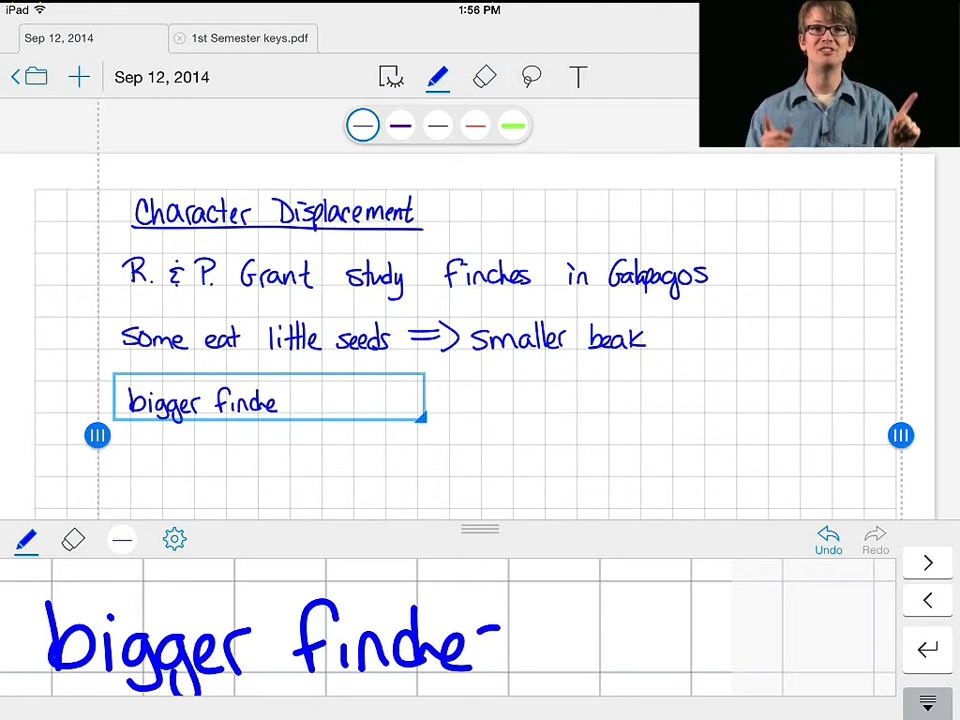 iPad 1:56 PM
Sep 12, 2014 1st Semester keys.pdf
Sep 12, 2014 T
Character Displacement
R. & P. Grant study finches in Galapagos
some eat little seeds => smaller beak
bigger finche
Undo Redo
bigger finche